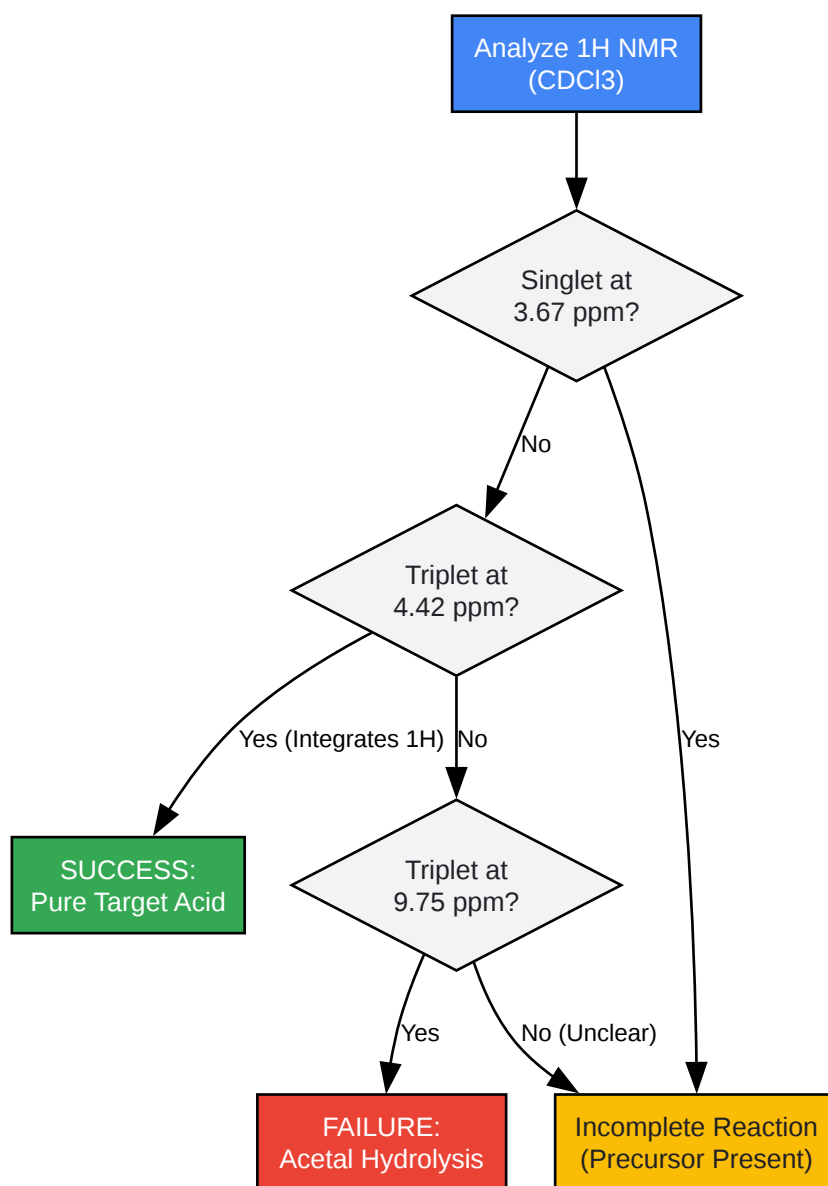 Analyze 1H NMR
(CDCl3)
Singlet at
3.67 ppm?
No
Triplet at
4.42 ppm?
Yes (Integrates 1H)
No
Yes
SUCCESS:
Pure Target Acid
Triplet at
9.75 ppm?
Yes
No (Unclear)
FAILURE:
Acetal Hydrolysis
Incomplete Reaction
(Precursor Present)